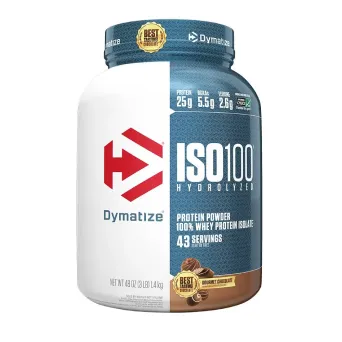 Dymatize
PROTEIN 25g
BCAAs 5.5g
LEUCINE 2.6g
ISO100
HYDROLYZED
PROTEIN POWDER
100% WHEY PROTEIN ISOLATE
43 SERVINGS
Dymatize
GOURMET CHOCOLATE
NET WT 48 OZ (3 LB) 1.4kg
BEST
BEST